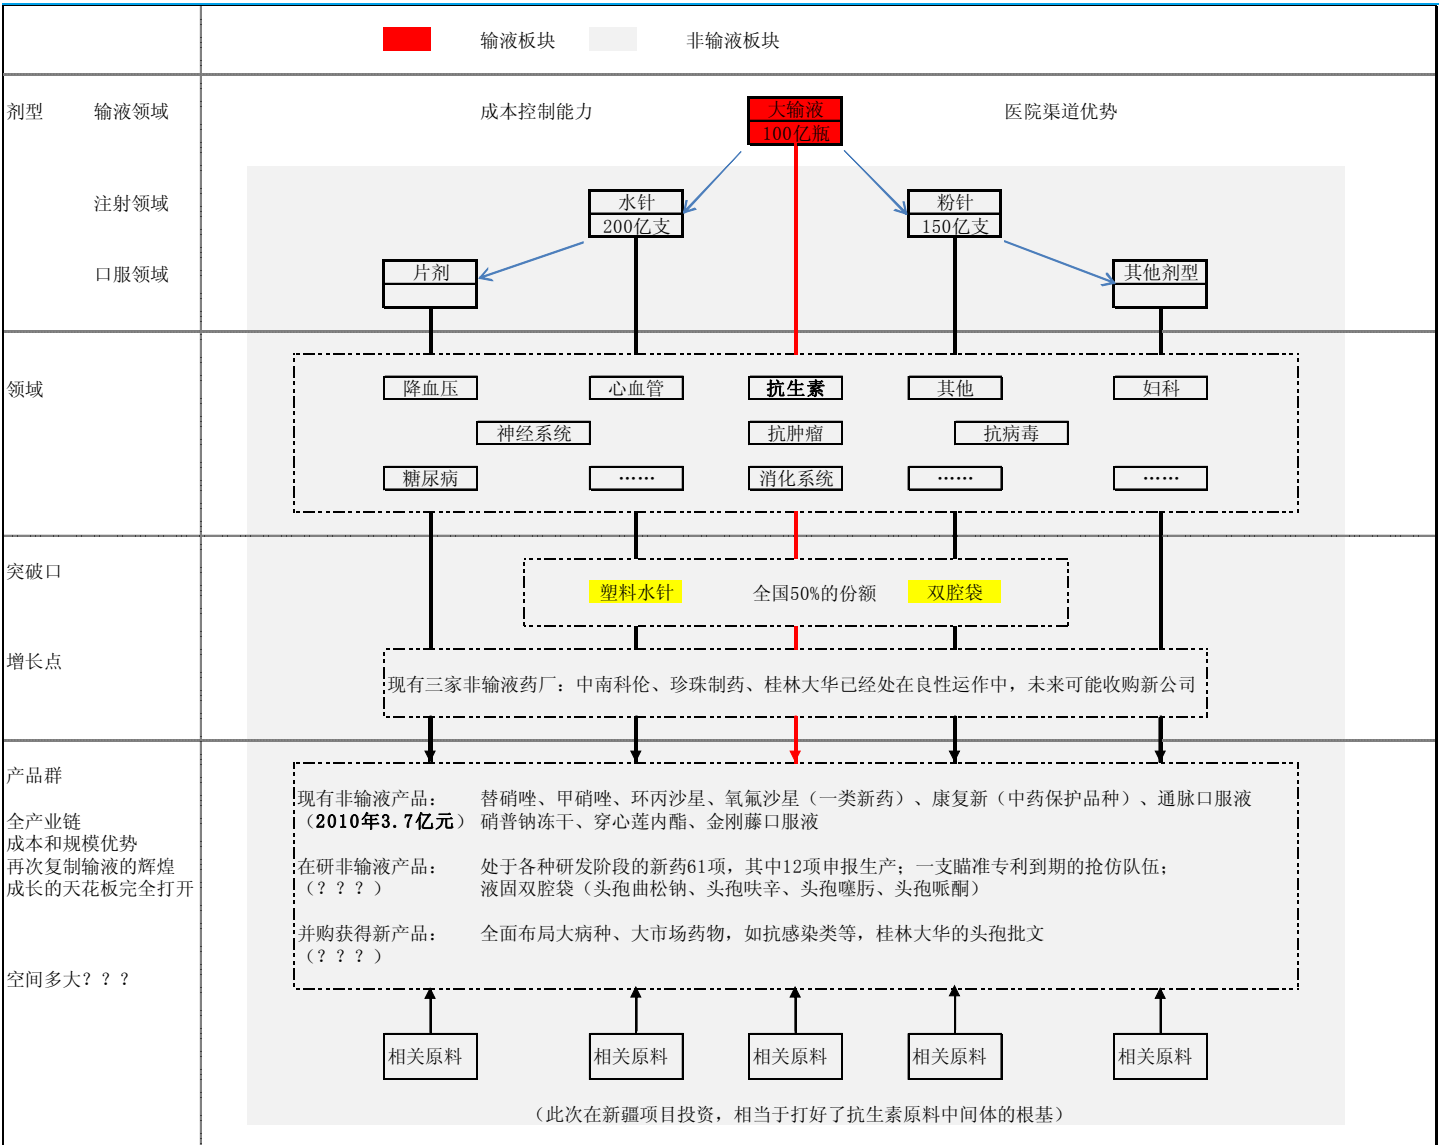 输液板块 非输液板块
剂型 输液领域 成本控制能力 大输液 医院渠道优势
100亿瓶
注射领域 水针 粉针
200亿支 150亿支
口服领域 片剂 其他剂型
领域 降血压 心血管 抗生素 其他 妇科
神经系统 抗肿瘤 抗病毒
糖尿病 …… 消化系统 …… ……
突破口
塑料水针 全国50%的份额 双腔袋
增长点
现有三家非输液药厂：中南科伦、珍珠制药、桂林大华已经处在良性运作中，未来可能收购新公司
产品群
现有非输液产品： 替硝唑、甲硝唑、环丙沙星、氧氟沙星（一类新药）、康复新（中药保护品种）、通脉口服液
全产业链 （2010年3.7亿元） 硝普钠冻干、穿心莲内酯、金刚藤口服液
成本和规模优势
再次复制输液的辉煌 在研非输液产品： 处于各种研发阶段的新药61项，其中12项申报生产；一支瞄准专利到期的抢仿队伍；
成长的天花板完全打开 （？？？） 液固双腔袋（头孢曲松钠、头孢呋辛、头孢噻肟、头孢哌酮）
并购获得新产品： 全面布局大病种、大市场药物，如抗感染类等，桂林大华的头孢批文
（？？？）
空间多大？？？
相关原料 相关原料 相关原料 相关原料 相关原料
（此次在新疆项目投资，相当于打好了抗生素原料中间体的根基）